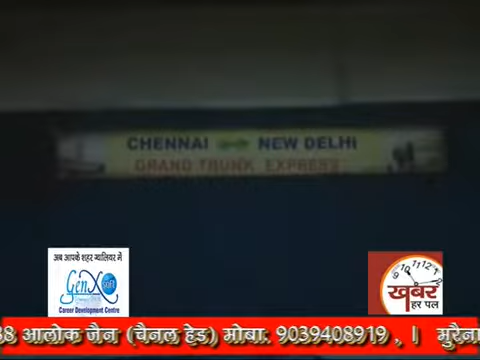 CHENNAI NEW DELHI
GRAND TRUNK EXPRESS
अब आपके शहर ग्वालियर में
GenX
Career Development Centre
खबर
हर पल
38 आलोक जैन (चैनल हेड) मोबा. 9039408919 , । मुरैना